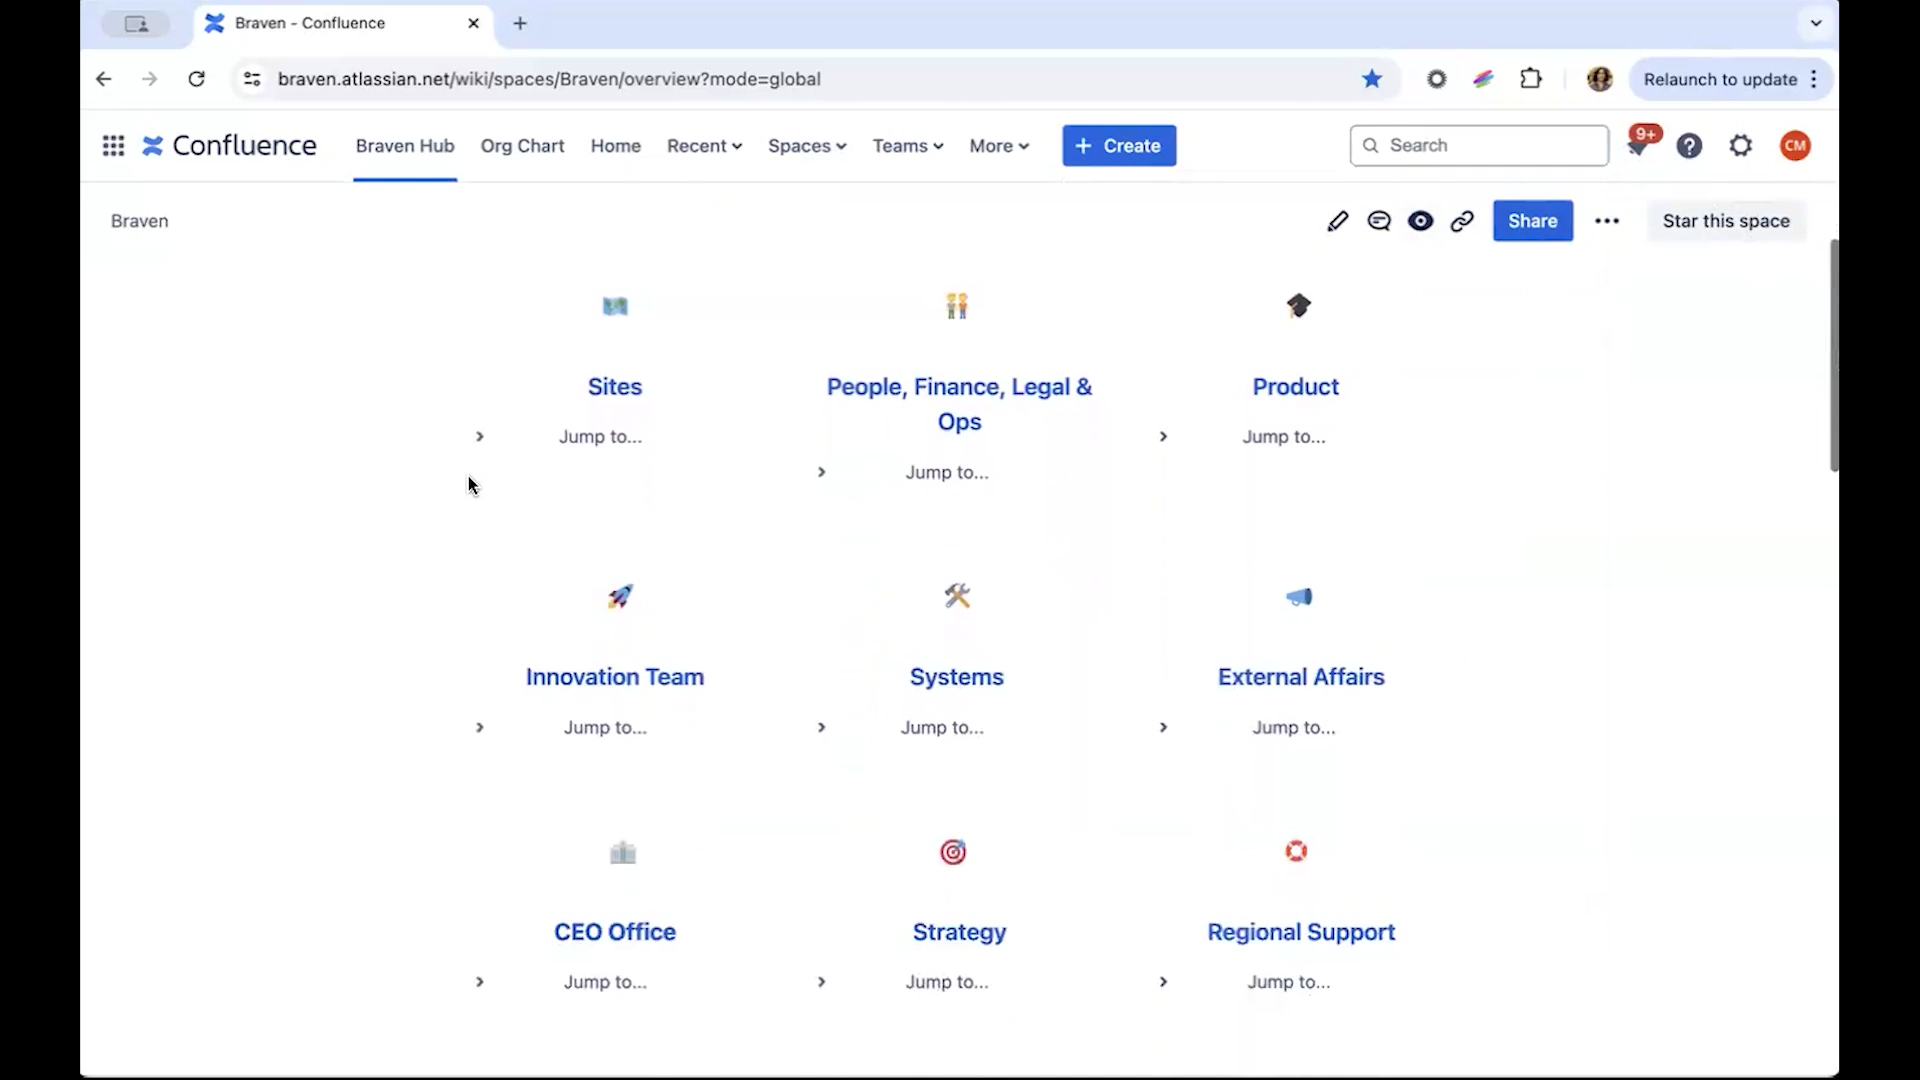 Braven - Confluence
braven.atlassian.net/wiki/spaces/Braven/overview?mode=global
Relaunch to update
Confluence
Braven Hub
Org Chart
Home
Recent
Spaces
Teams
More
+ Create
Search
9+
CM
Braven
Share
Star this space
Sites
Jump to...
People, Finance, Legal &
Ops
Jump to...
Product
Jump to...
Innovation Team
Jump to...
Systems
Jump to...
External Affairs
Jump to...
CEO Office
Jump to...
Strategy
Jump to...
Regional Support
Jump to...